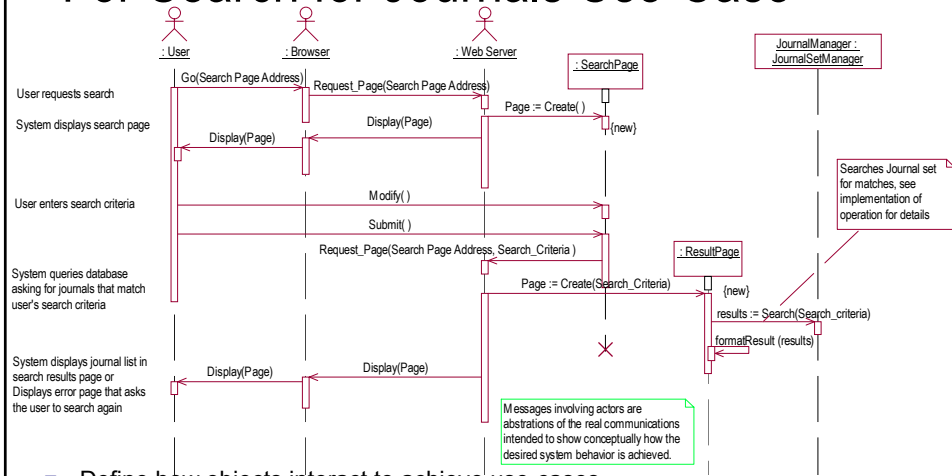 For Search for Journals Use Case
: User
: Browser
: Web Server
: SearchPage
JournalManager :
JournalSetManager
Go(Search Page Address)
User requests search
Request_Page(Search Page Address)
Page := Create( )
System displays search page
Display(Page)
{new}
Display(Page)
Searches Journal set
for matches, see
implementation of
operation for details
User enters search criteria
Modify( )
Submit( )
Request_Page(Search Page Address, Search_Criteria )
: ResultPage
System queries database
asking for journals that match
user's search criteria
Page := Create(Search_Criteria)
{new}
results := Search(Search_criteria)
formatResult (results)
System displays journal list in
search results page or
Displays error page that asks
the user to search again
Display(Page)
Display(Page)
Messages involving actors are
abstrations of the real communications
intended to show conceptually how the
desired system behavior is achieved.
Define how objects interact to achieve use cases